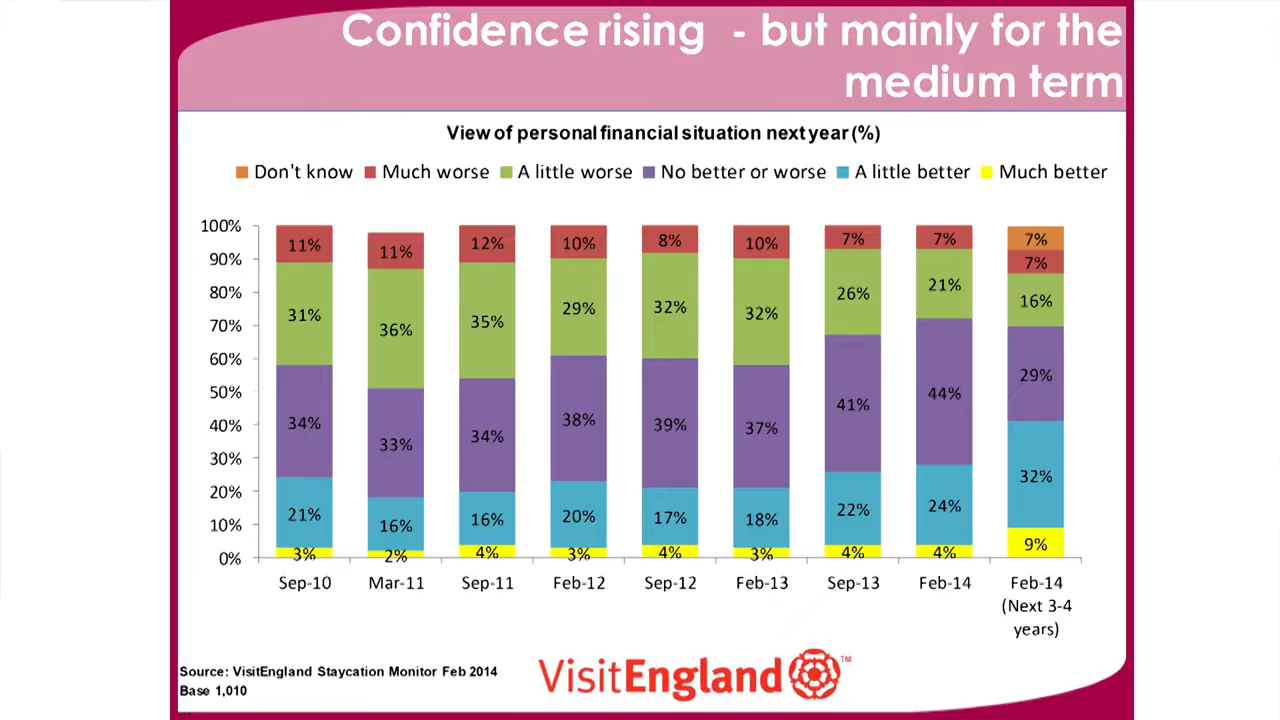 Confidence rising - but mainly for the
medium term
View of personal financial situation next year (%)
Don't know Much worse A little worse No better or worse A little better Much better
100%
90%
80%
70%
60%
50%
40%
30%
20%
10%
0%
11% 31% 34% 21% 3%
11% 36% 33% 16% 2%
12% 35% 34% 16% 4%
10% 29% 38% 20% 3%
8% 32% 39% 17% 4%
10% 32% 37% 18% 3%
7% 26% 41% 22% 4%
7% 21% 44% 24% 4%
7% 7% 16% 29% 32% 9%
Sep-10 Mar-11 Sep-11 Feb-12 Sep-12 Feb-13 Sep-13 Feb-14 Feb-14
(Next 3-4
years)
Source: VisitEngland Staycation Monitor Feb 2014
Base 1,010
VisitEngland™